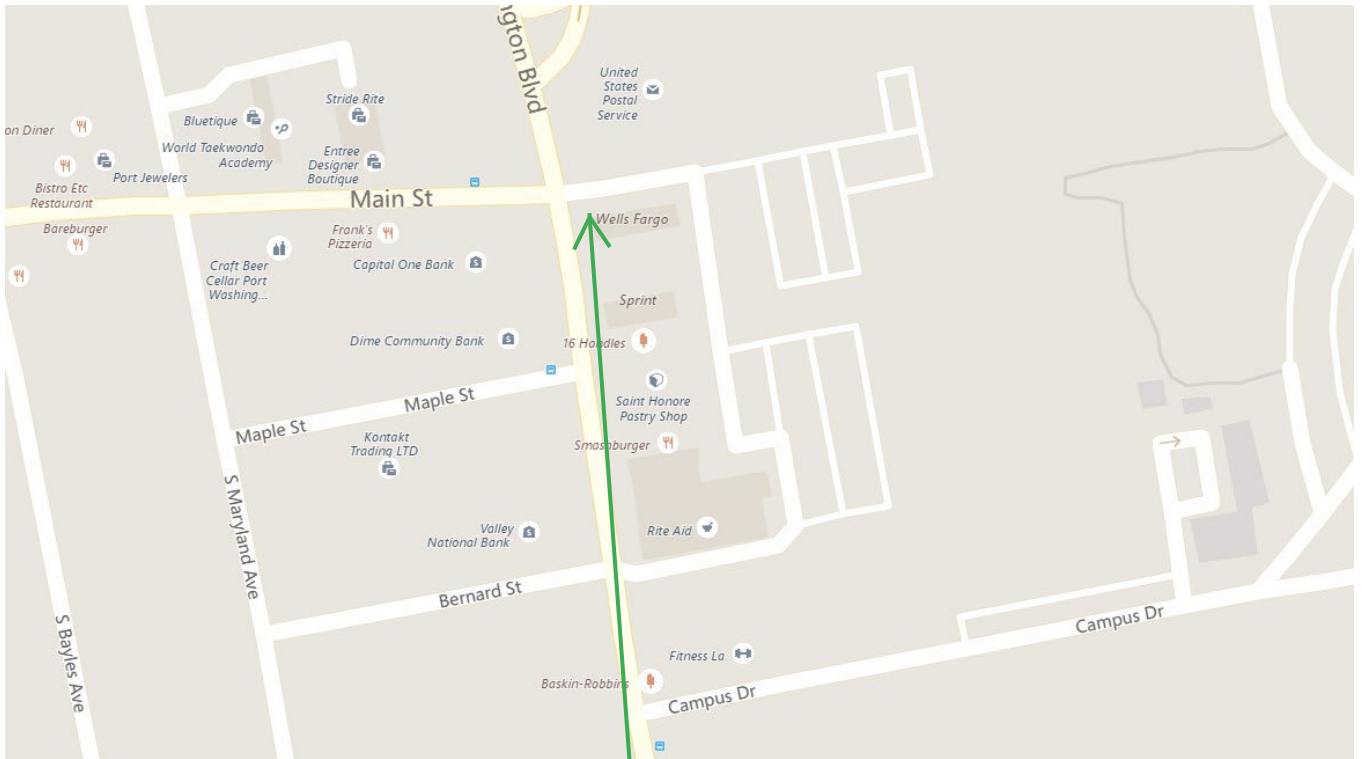 ngton Blvd
United
States
Postal
Service
Stride Rite
Bluetique
on Diner
World Taekwondo
Academy
Entree
Designer
Boutique
Port Jewelers
Bistro Etc
Restaurant
Main St
Bareburger
Wells Fargo
Frank's
Pizzeria
Capital One Bank
Craft Beer
Cellar Port
Washing...
Sprint
Dime Community Bank
16 Handles
Maple St
Saint Honore
Pastry Shop
Maple St
Kontakt
Trading LTD
Smashburger
S Maryland Ave
Valley
National Bank
Rite Aid
Bernard St
Campus Dr
S Bayles Ave
Fitness La
Baskin-Robbins
Campus Dr